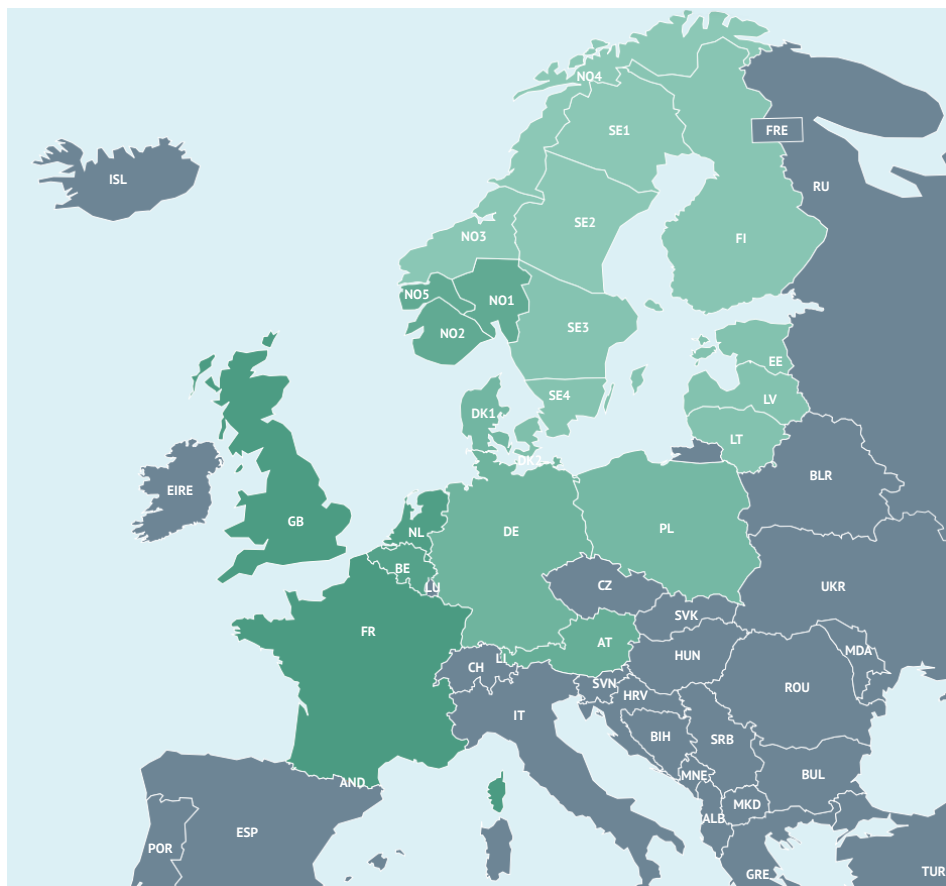 NO4
SE1
FRE
ISL
RU
SE2
NO3
FI
NO5
NO1
SE3
NO2
EE
SE4
LV
DK1
LT
DK2
BLR
EIRE
GB
NL
DE
PL
BE
LU
CZ
UKR
SVK
FR
AT
MDA
HUN
LI
CH
SVN
ROU
HRV
IT
BIH
SRB
MNE
BUL
AND
MKD
ALB
ESP
POR
GRE
TUR